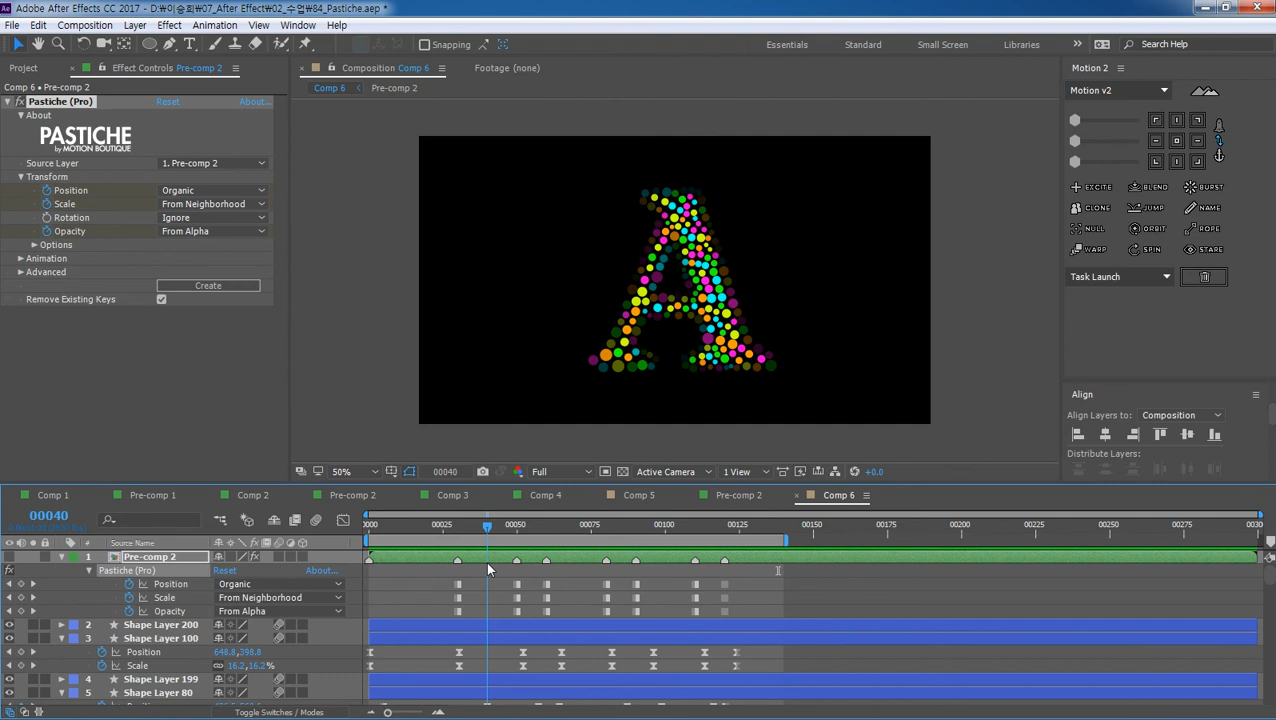 Adobe After Effects CC 2017 - D:\이승희\07_After Effect\02_수업\84_Pastiche.aep *
File Edit Composition Layer Effect Animation View Window Help
Snapping Essentials Standard Small Screen Libraries Search Help
Project Effect Controls Pre-comp 2 Composition Comp 6 Footage (none) Motion 2
Comp 6 • Pre-comp 2 Comp 6 Pre-comp 2 Motion v2
fx Pastiche (Pro) Reset About...
About
PASTICHE
by MOTION BOUTIQUE
Source Layer 1. Pre-comp 2
Transform
Position Organic
Scale From Neighborhood
Rotation Ignore
Opacity From Alpha
Options
Animation
Advanced
Create
Remove Existing Keys
A
EXCITE BLEND BURST
CLONE JUMP NAME
NULL ORBIT ROPE
WARP SPIN STARE
Task Launch
Align
Align Layers to: Composition
Distribute Layers:
50% 00040 Full Active Camera 1 View +0.0
Comp 1 Pre-comp 1 Comp 2 Pre-comp 2 Comp 3 Comp 4 Comp 5 Pre-comp 2 Comp 6
00040
0000 00025 00050 00075 00100 00125 00150 00175 00200 00225 00250 00275 0030
# Source Name
1 Pre-comp 2
Pastiche (Pro) Reset About...
Position Organic
Scale From Neighborhood
Opacity From Alpha
2 Shape Layer 200
3 Shape Layer 100
Position 648.8,398.8
Scale 16.2,16.2%
4 Shape Layer 199
5 Shape Layer 80
Toggle Switches / Modes